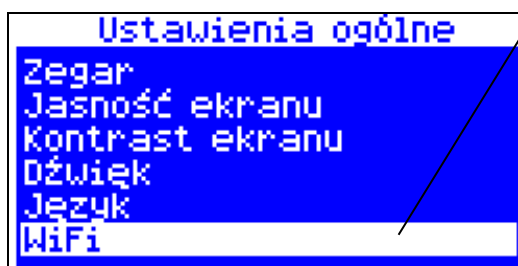 Ustawienia ogólne
Zegar
Jasność ekranu
Kontrast ekranu
Dźwięk
Język
WiFi